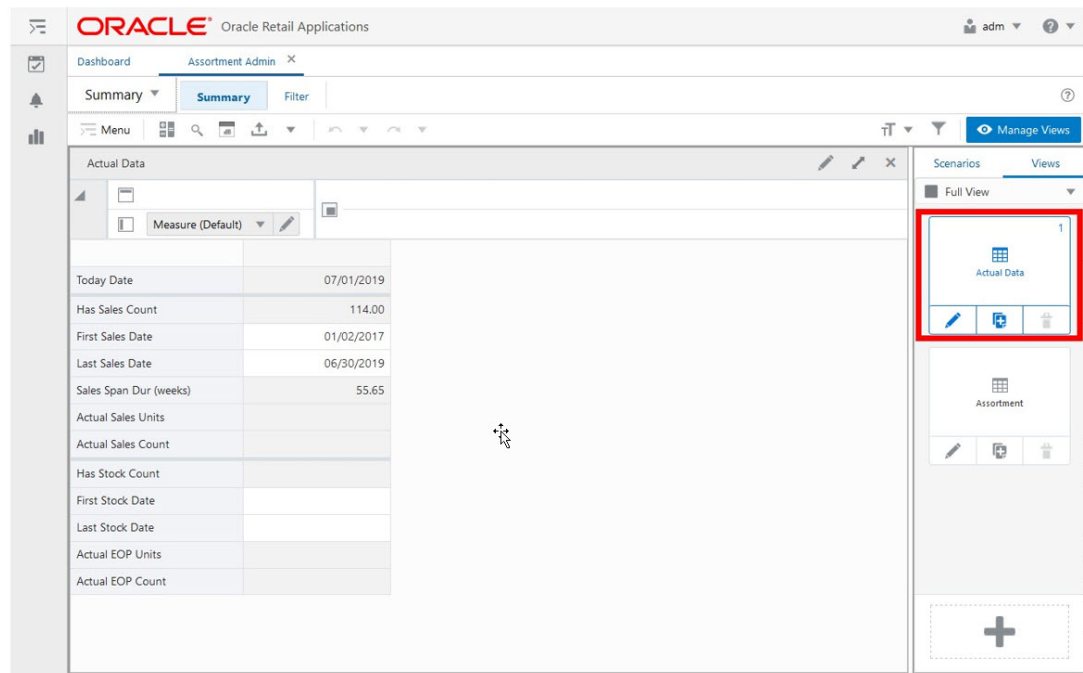 ORACLE® Oracle Retail Applications
adm
Dashboard
Assortment Admin
Summary
Summary
Filter
Menu
Manage Views
Actual Data
Measure (Default)
Today Date 07/01/2019
Has Sales Count 114.00
First Sales Date 01/02/2017
Last Sales Date 06/30/2019
Sales Span Dur (weeks) 55.65
Actual Sales Units
Actual Sales Count
Has Stock Count
First Stock Date
Last Stock Date
Actual EOP Units
Actual EOP Count
Scenarios
Views
Full View
1
Actual Data
Assortment